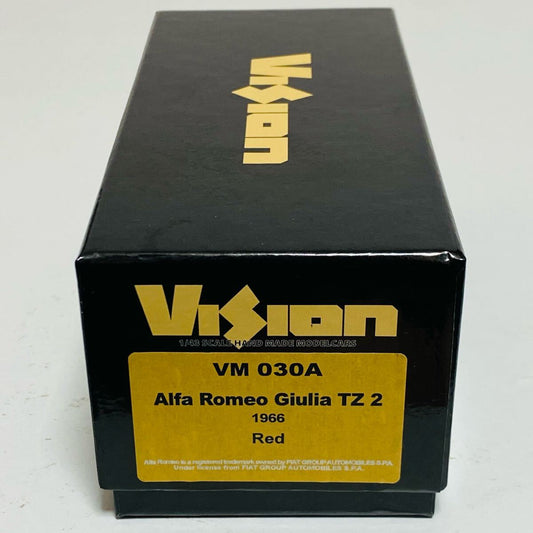 Vision
Vision
1/43 SCALE HAND MADE MODELCARS
VM 030A
Alfa Romeo Giulia TZ 2
1966
Red
Alfa Romeo is a registered trademark owned by FIAT GROUP AUTOMOBILES S.P.A.
Under license from FIAT GROUP AUTOMOBILES S.P.A.